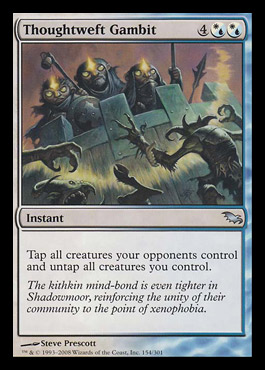 Thoughtweft Gambit 4
Instant
Tap all creatures your opponents control
and untap all creatures you control.
The kithkin mind-bond is even tighter in
Shadowmoor, reinforcing the unity of their
community to the point of xenophobia.
Steve Prescott
™ & © 1993-2008 Wizards of the Coast, Inc. 154/301